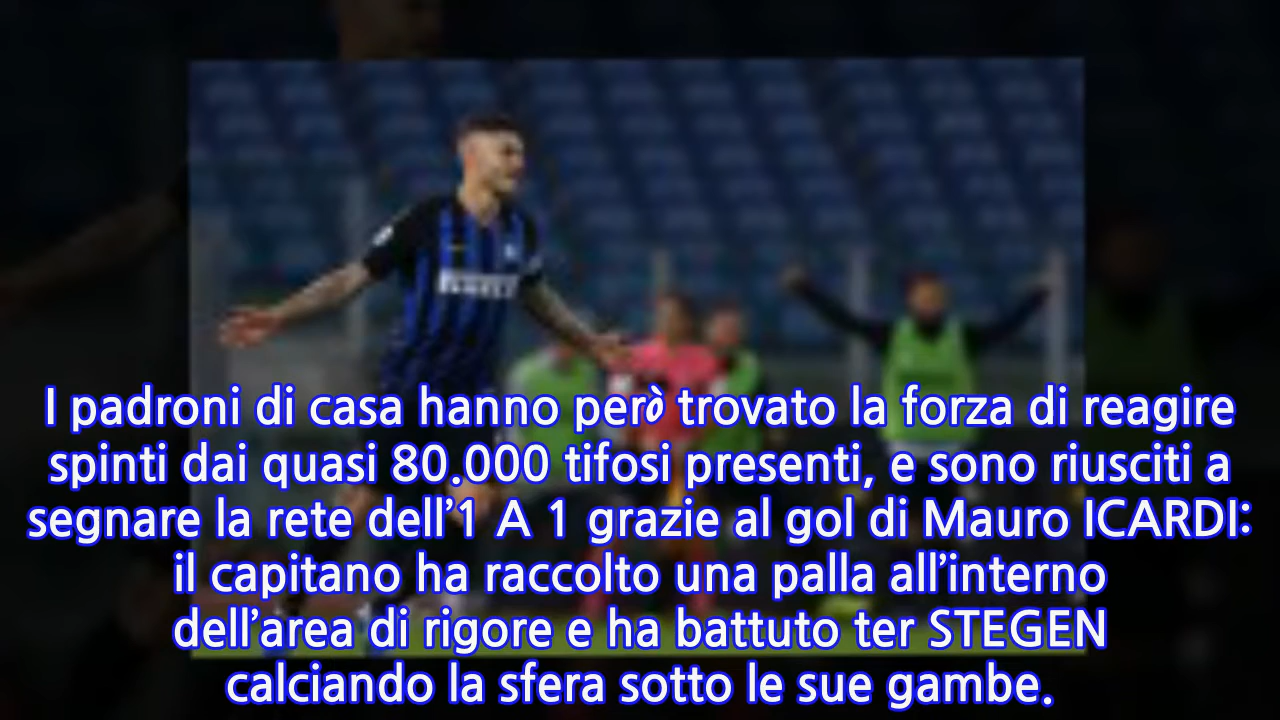 PIRELLI
I padroni di casa hanno però trovato la forza di reagire
spinti dai quasi 80.000 tifosi presenti, e sono riusciti a
segnare la rete dell'1 A 1 grazie al gol di Mauro ICARDI:
il capitano ha raccolto una palla all'interno
dell'area di rigore e ha battuto ter STEGEN
calciando la sfera sotto le sue gambe.